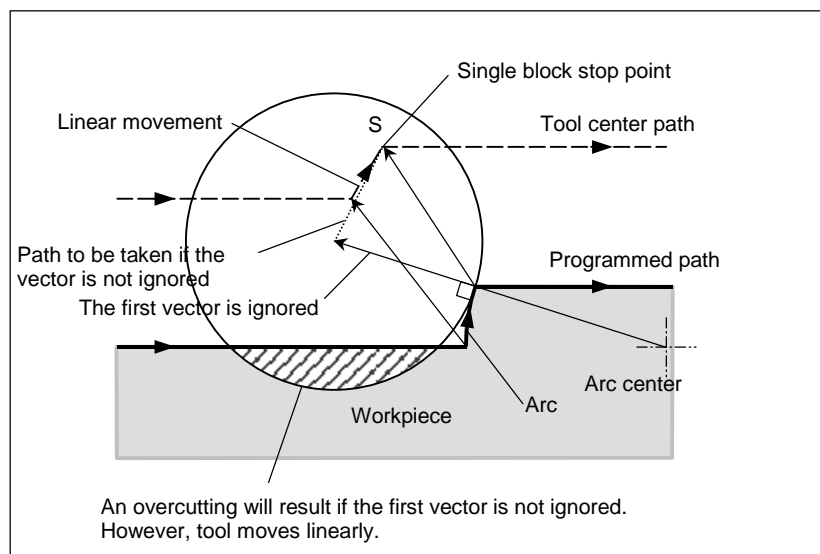 Single block stop point
Linear movement
S
Tool center path
Path to be taken if the
vector is not ignored
Programmed path
The first vector is ignored
Arc center
Arc
Workpiece
An overcutting will result if the first vector is not ignored.
However, tool moves linearly.